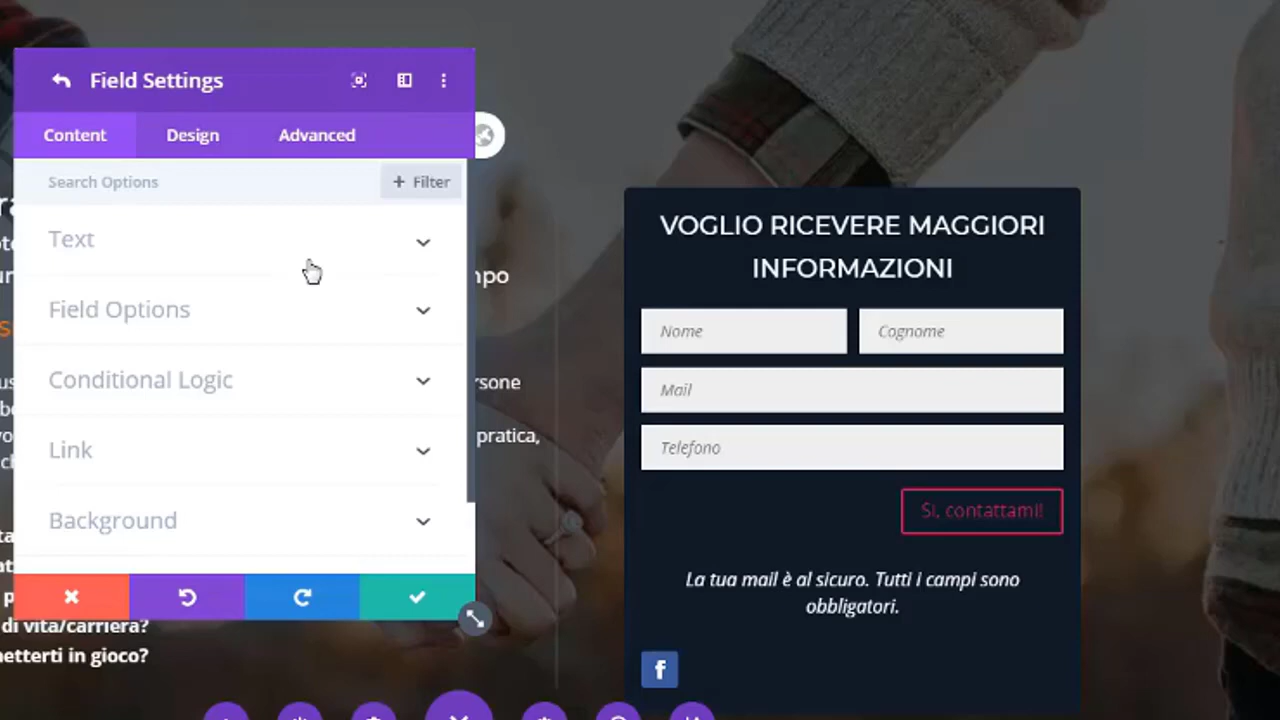 Field Settings
Content
Design
Advanced
Search Options
+ Filter
Text
Field Options
Conditional Logic
Link
Background
di vita/carriera?
metterti in gioco?
pratica,
VOGLIO RICEVERE MAGGIORI
INFORMAZIONI
Nome
Cognome
Mail
Telefono
Si, contattami!
La tua mail è al sicuro. Tutti i campi sono
obbligatori.
f